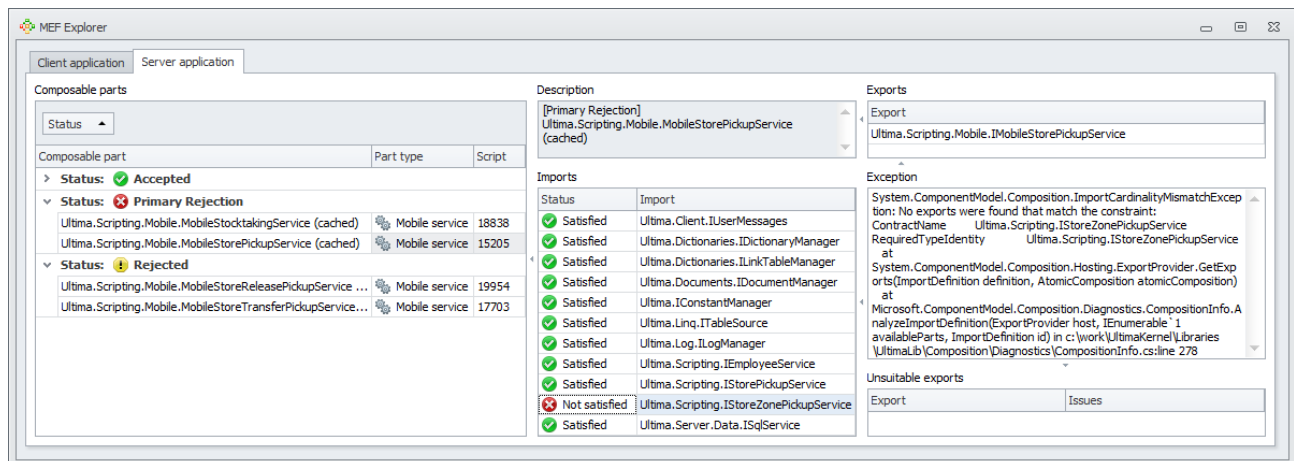 MEF Explorer
Client application Server application
Composable parts
Status
Composable part Part type Script
Status: Accepted
Status: Primary Rejection
Ultima.Scripting.Mobile.MobileStocktakingService (cached) Mobile service 18838
Ultima.Scripting.Mobile.MobileStorePickupService (cached) Mobile service 15205
Status: Rejected
Ultima.Scripting.Mobile.MobileStoreReleasePickupService ... Mobile service 19954
Ultima.Scripting.Mobile.MobileStoreTransferPickupService... Mobile service 17703
Description
[Primary Rejection]
Ultima.Scripting.Mobile.MobileStorePickupService
(cached)
Imports
Status Import
Satisfied Ultima.Client.IUserMessages
Satisfied Ultima.Dictionaries.IDictionaryManager
Satisfied Ultima.Dictionaries.ILinkTableManager
Satisfied Ultima.Documents.IDocumentManager
Satisfied Ultima.IConstantManager
Satisfied Ultima.Linq.ITableSource
Satisfied Ultima.Log.ILogManager
Satisfied Ultima.Scripting.IEmployeeService
Satisfied Ultima.Scripting.IStorePickupService
Not satisfied Ultima.Scripting.IStoreZonePickupService
Satisfied Ultima.Server.Data.ISqlService
Exports
Export
Ultima.Scripting.Mobile.IMobileStorePickupService
Exception
System.ComponentModel.Composition.ImportCardinalityMismatchExcep
tion: No exports were found that match the constraint:
ContractName Ultima.Scripting.IStoreZonePickupService
RequiredTypeIdentity Ultima.Scripting.IStoreZonePickupService
at
System.ComponentModel.Composition.Hosting.ExportProvider.GetExp
orts(ImportDefinition definition, AtomicComposition atomicComposition)
at
Microsoft.ComponentModel.Composition.Diagnostics.CompositionInfo.A
nalyzeImportDefinition(ExportProvider host, IEnumerable`1
availableParts, ImportDefinition id) in c:\work\UltimaKernel\Libraries
\UltimaLib\Composition\Diagnostics\CompositionInfo.cs:line 278
Unsuitable exports
Export Issues